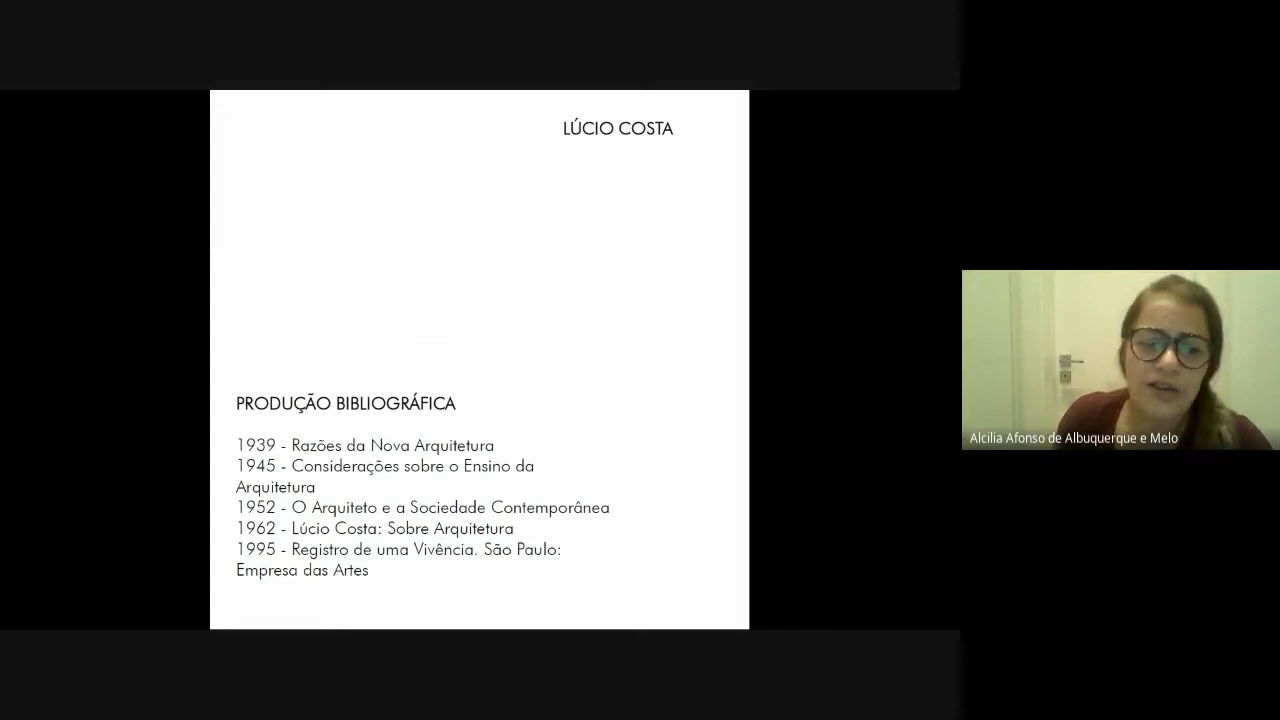 LÚCIO COSTA
PRODUÇÃO BIBLIOGRÁFICA
1939 - Razões da Nova Arquitetura
1945 - Considerações sobre o Ensino da
Arquitetura
1952 - O Arquiteto e a Sociedade Contemporânea
1962 - Lúcio Costa: Sobre Arquitetura
1995 - Registro de uma Vivência. São Paulo:
Empresa das Artes
Alcilia Afonso de Albuquerque e Melo